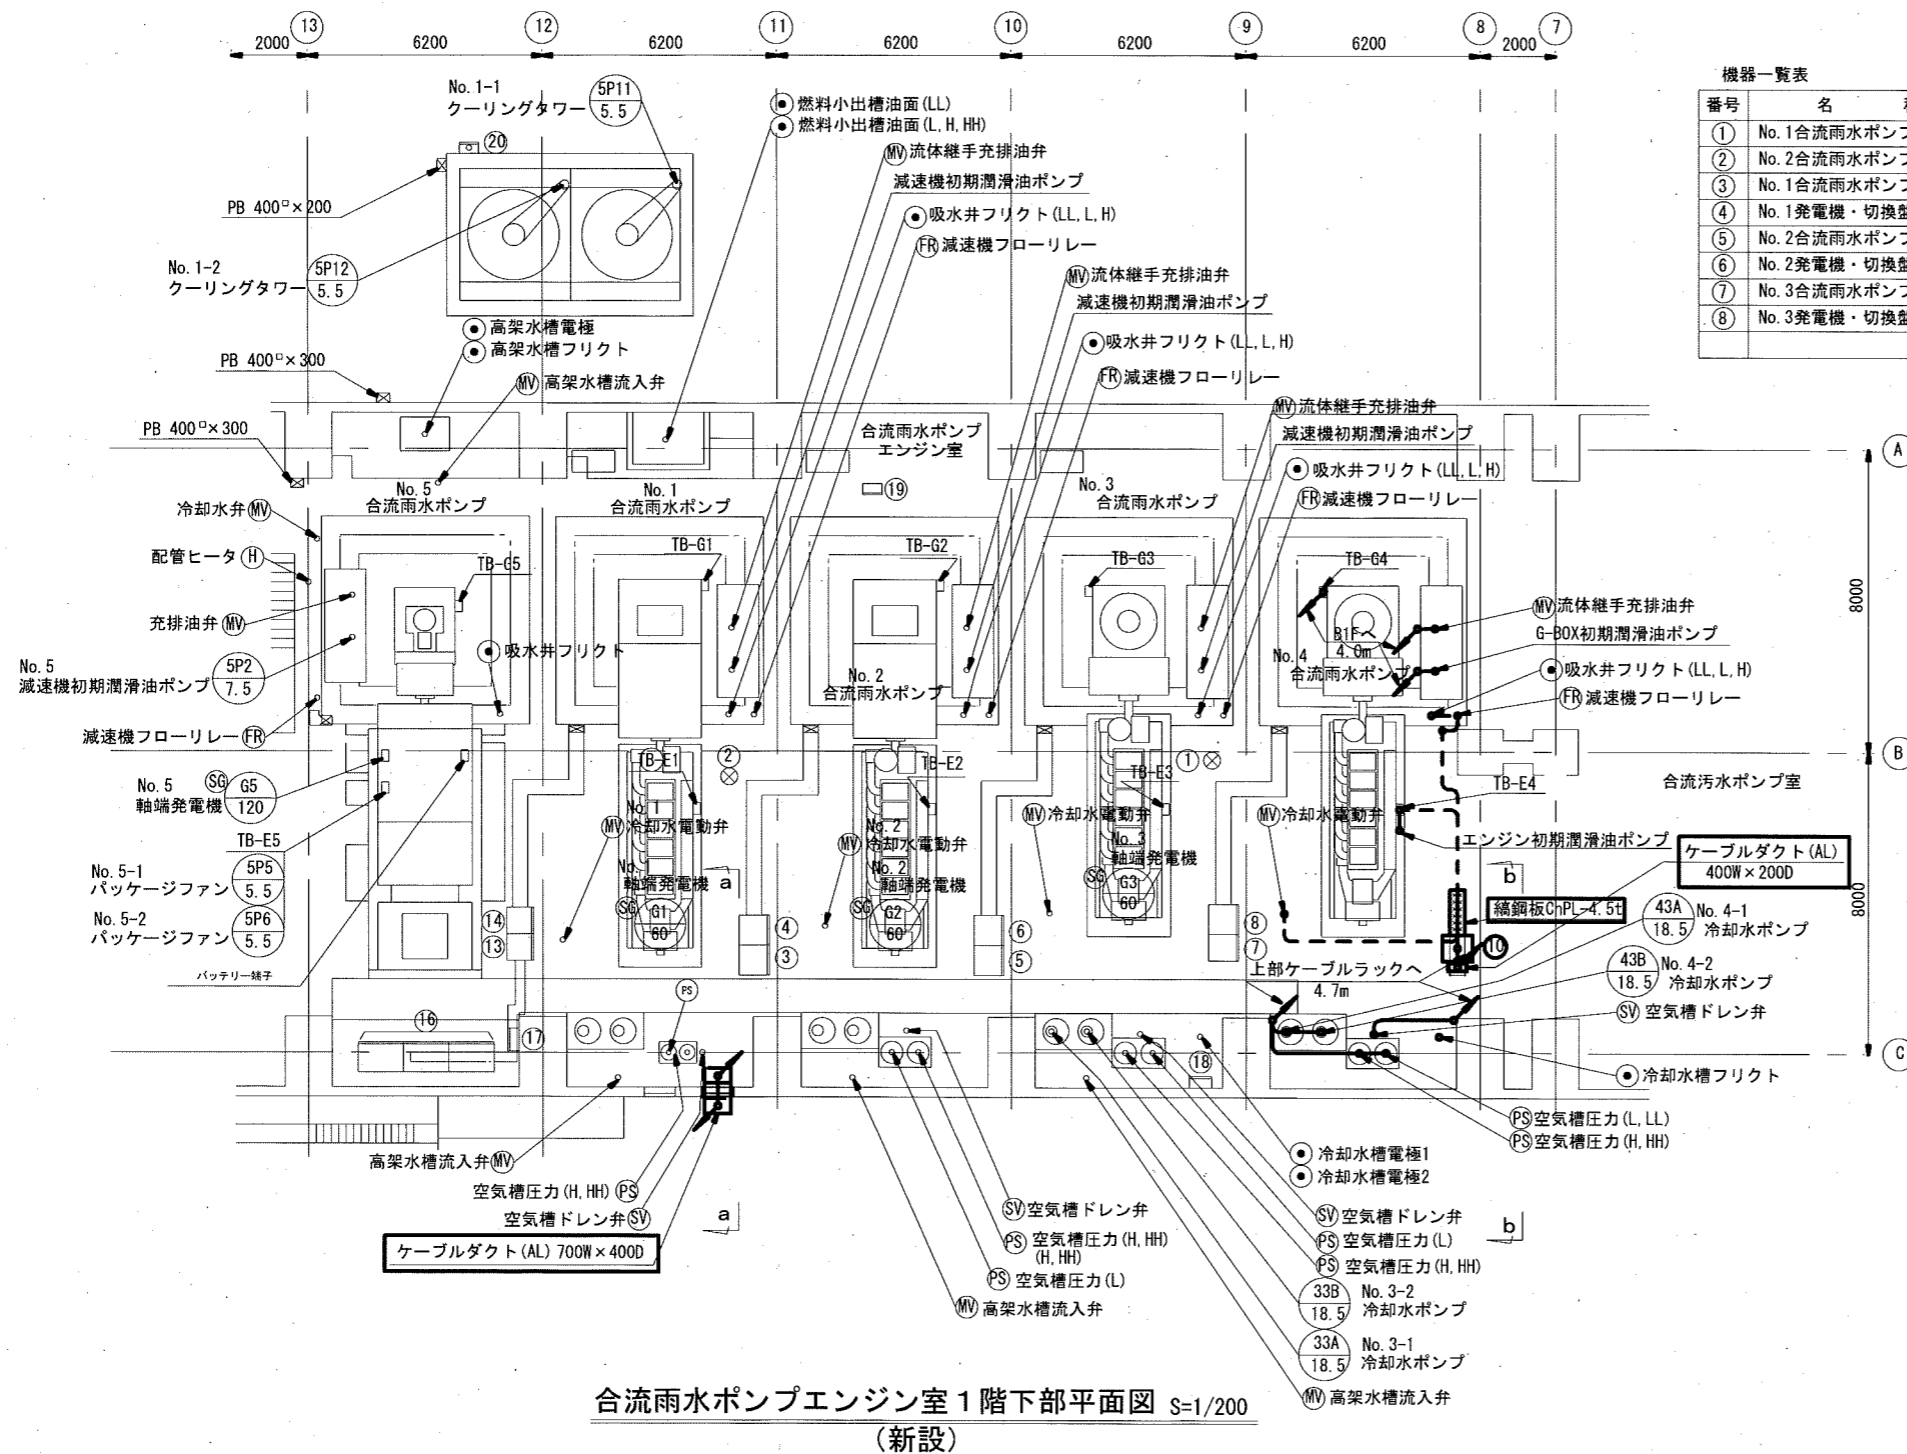 13
12
11
10
9
8
7
2000
6200
6200
6200
6200
6200
2000
機器一覧表
番号
名
① No.1合流雨水ポンプ
② No.2合流雨水ポンプ
③ No.1合流雨水ポンプ
④ No.1発電機・切換盤
⑤ No.2合流雨水ポンプ
⑥ No.2発電機・切換盤
⑦ No.3合流雨水ポンプ
⑧ No.3発電機・切換盤
No.1-1
クーリングタワー
5P11
5.5
⑳
PB 400□×200
No.1-2
クーリングタワー
5P12
5.5
高架水槽電極
高架水槽フリクト
PB 400□×300
MV 高架水槽流入弁
PB 400□×300
燃料小出槽油面(LL)
燃料小出槽油面(L,H,HH)
MV 流体継手充排油弁
減速機初期潤滑油ポンプ
吸水井フリクト(LL,L,H)
FR 減速機フローリレー
MV 流体継手充排油弁
減速機初期潤滑油ポンプ
吸水井フリクト(LL,L,H)
FR 減速機フローリレー
MV 流体継手充排油弁
減速機初期潤滑油ポンプ
吸水井フリクト(LL,L,H)
FR 減速機フローリレー
合流雨水ポンプ
エンジン室
⑲
A
8000
B
8000
C
No.5
合流雨水ポンプ
No.1
合流雨水ポンプ
No.3
合流雨水ポンプ
冷却水弁 MV
配管ヒータ H
充排油弁 MV
No.5
減速機初期潤滑油ポンプ
5P2
7.5
減速機フローリレー FR
TB-G5
TB-G1
TB-G2
TB-G3
TB-G4
吸水井フリクト
No.2
合流雨水ポンプ
B1Fへ
4.0m
No.4
合流雨水ポンプ
MV 流体継手充排油弁
G-BOX初期潤滑油ポンプ
吸水井フリクト(LL,L,H)
FR 減速機フローリレー
合流汚水ポンプ室
No.5
軸端発電機
SG
G5
120
TB-E5
No.5-1
パッケージファン
5P5
5.5
No.5-2
パッケージファン
5P6
5.5
バッテリー端子
TB-E1
②
TB-E2
TB-E3
①
TB-E4
No.1
MV 冷却水電動弁
No.
軸端発電機
SG
G1
60
No.2
MV 冷却水電動弁
No.2
軸端発電機
SG
G2
60
MV 冷却水電動弁
No.3
軸端発電機
SG
G3
60
MV 冷却水電動弁
エンジン初期潤滑油ポンプ
ケーブルダクト(AL)
400W×200D
縞鋼板ChPL-4.5t
a
b
⑭
⑬
④
③
⑥
⑤
⑧
⑦
⑩
43A
18.5
No.4-1
冷却水ポンプ
43B
18.5
No.4-2
冷却水ポンプ
SV 空気槽ドレン弁
上部ケーブルラックへ
4.7m
⑯
⑰
PS
⑱
冷却水槽フリクト
PS 空気槽圧力(L,LL)
PS 空気槽圧力(H,HH)
高架水槽流入弁 MV
空気槽圧力(H,HH) PS
空気槽ドレン弁 SV
ケーブルダクト(AL) 700W×400D
a
b
SV 空気槽ドレン弁
PS 空気槽圧力(H,HH)
(H,HH)
PS 空気槽圧力(L)
MV 高架水槽流入弁
冷却水槽電極1
冷却水槽電極2
SV 空気槽ドレン弁
PS 空気槽圧力(L)
PS 空気槽圧力(H,HH)
33B
18.5
No.3-2
冷却水ポンプ
33A
18.5
No.3-1
冷却水ポンプ
MV 高架水槽流入弁
合流雨水ポンプエンジン室1階下部平面図 S=1/200
(新設)